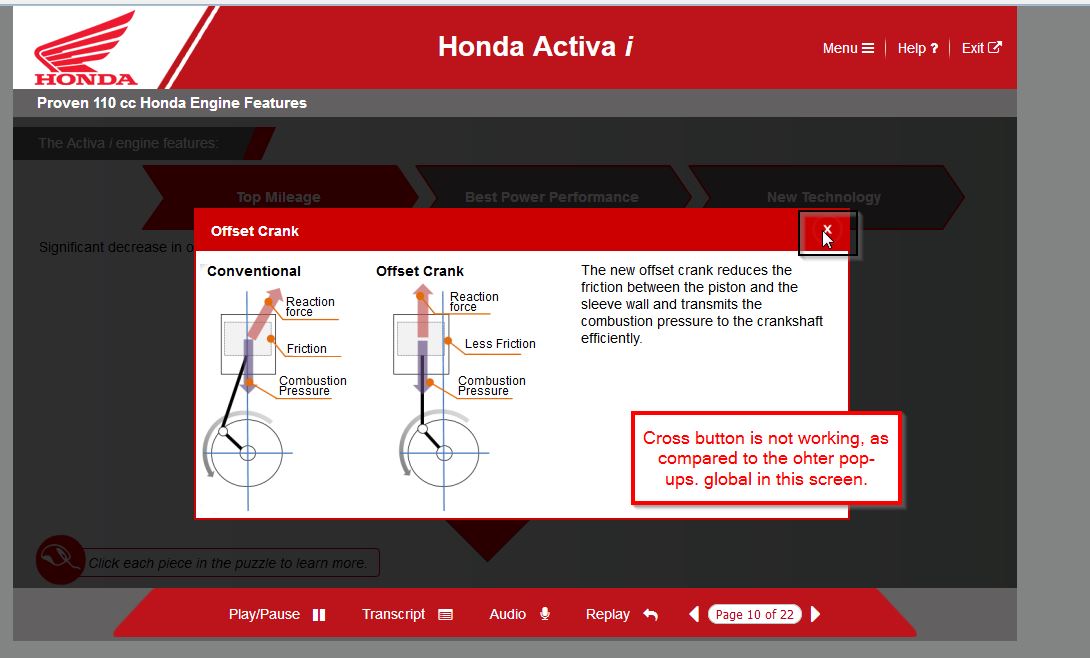 HONDA
Honda Activa i
Menu
Help ?
Exit
Proven 110 cc Honda Engine Features
The Activa i engine features:
Top Mileage
Best Power Performance
New Technology
Significant decrease in o
Offset Crank
x
Conventional
Reaction
force
Friction
Combustion
Pressure
Offset Crank
Reaction
force
Less Friction
Combustion
Pressure
The new offset crank reduces the
friction between the piston and the
sleeve wall and transmits the
combustion pressure to the crankshaft
efficiently.
Cross button is not working, as
compared to the ohter pop-
ups. global in this screen.
Click each piece in the puzzle to learn more.
Play/Pause
Transcript
Audio
Replay
Page 10 of 22